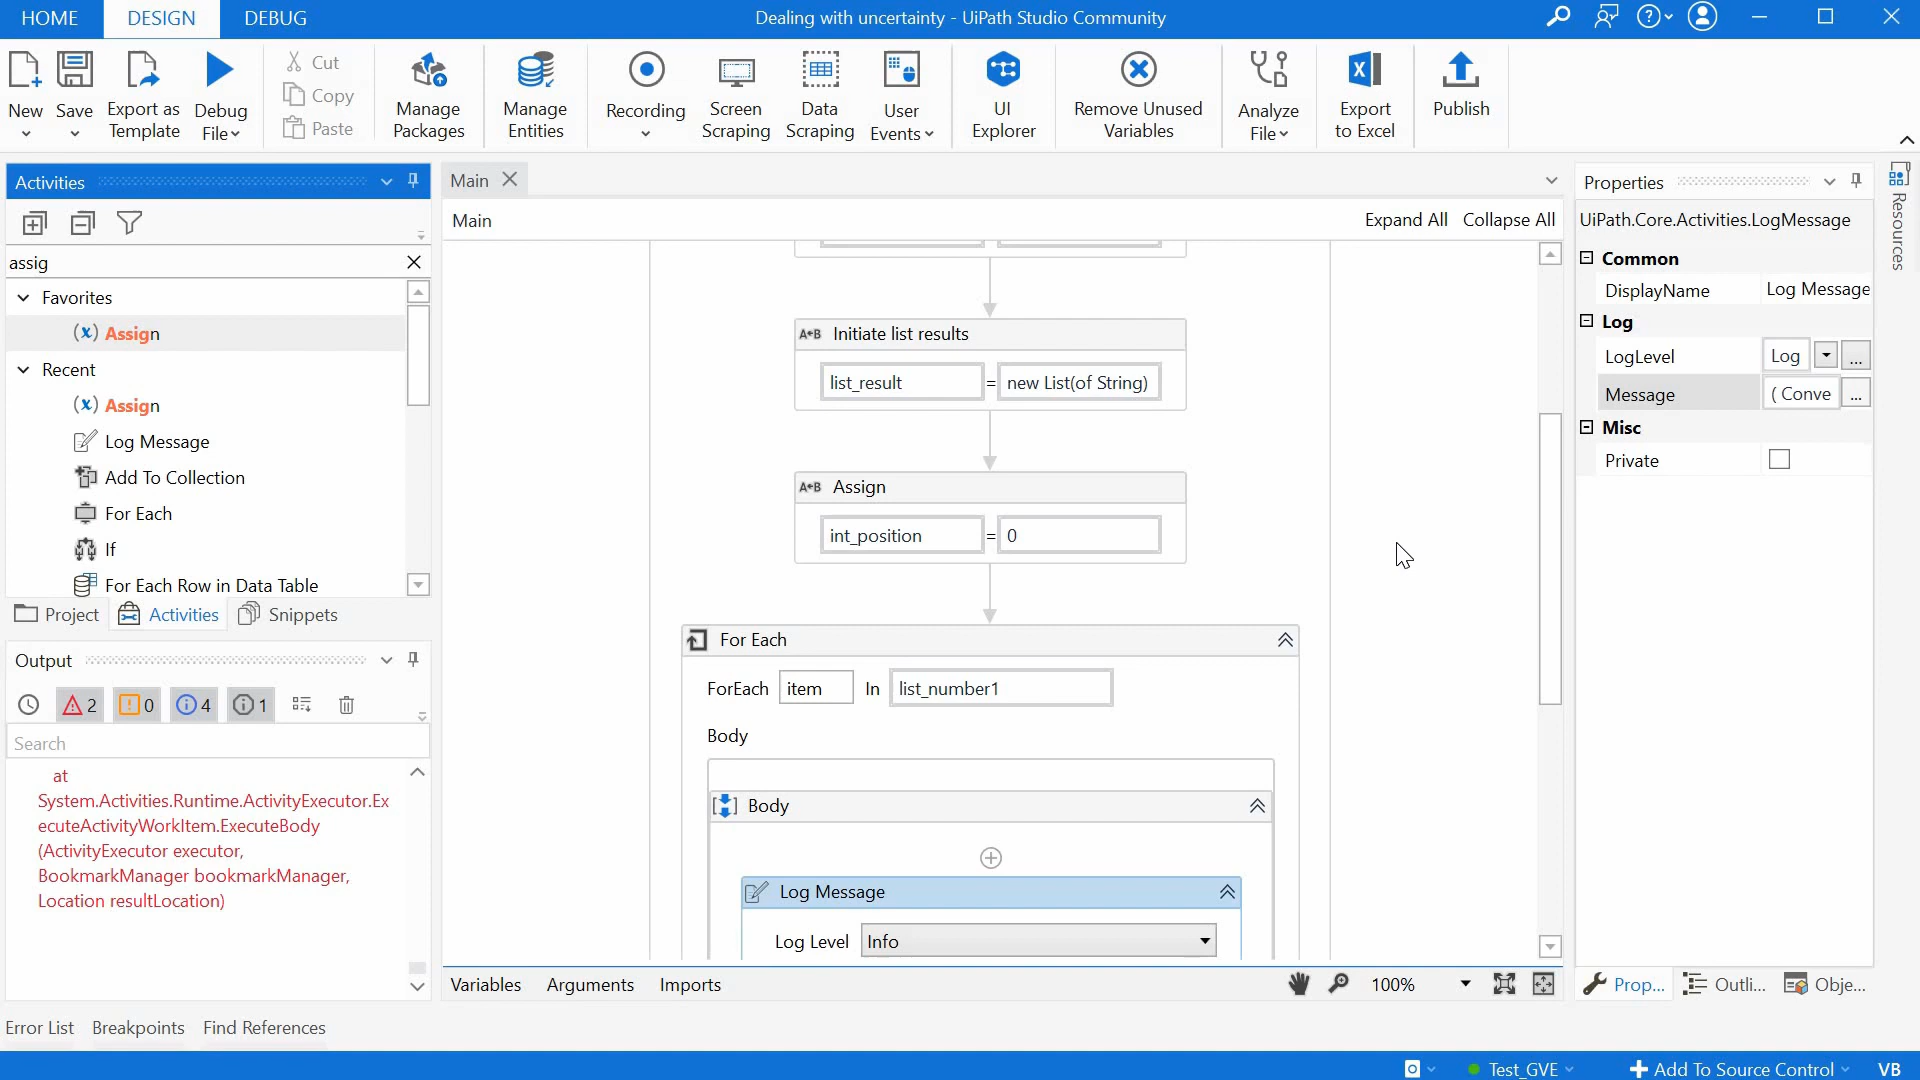 HOME DESIGN DEBUG
Dealing with uncertainty - UiPath Studio Community
New Save Export as Template Debug File
Cut
Copy
Paste
Manage Packages
Manage Entities
Recording
Screen Scraping
Data Scraping
User Events
UI Explorer
Remove Unused Variables
Analyze File
Export to Excel
Publish
Activities
assig
Favorites
Assign
Recent
Assign
Log Message
Add To Collection
For Each
If
For Each Row in Data Table
Project Activities Snippets
Output
2 0 4 1
Search
at
System.Activities.Runtime.ActivityExecutor.Ex
ecuteActivityWorkItem.ExecuteBody
(ActivityExecutor executor,
BookmarkManager bookmarkManager,
Location resultLocation)
Main
Main Expand All Collapse All
A+B Initiate list results
list_result = new List(of String)
A+B Assign
int_position = 0
For Each
ForEach item In list_number1
Body
Body
Log Message
Log Level Info
Variables Arguments Imports 100%
Properties
UiPath.Core.Activities.LogMessage
Common
DisplayName Log Message
Log
LogLevel Log ...
Message ( Conve ...
Misc
Private
Prop... Outli... Obje...
Resources
Error List Breakpoints Find References
Test_GVE Add To Source Control VB